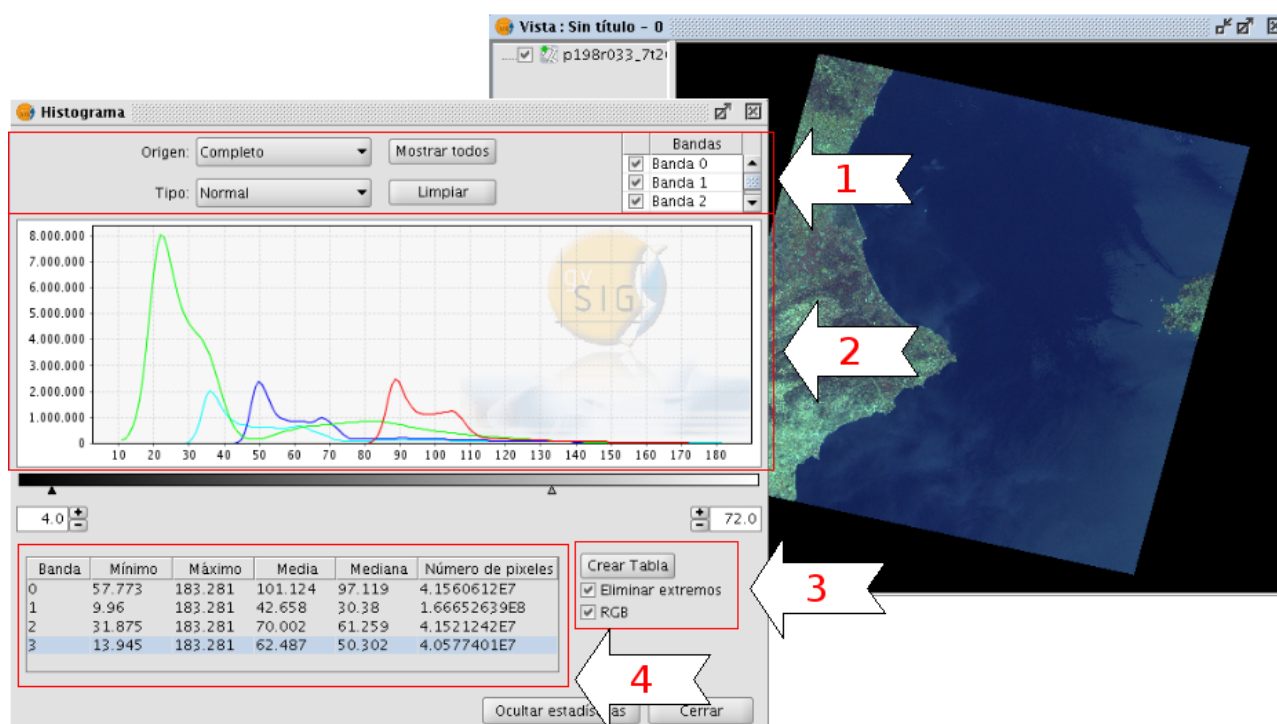 Vista : Sin título - 0
p198r033_7t2
Histograma
Origen: Completo
Mostrar todos
Tipo: Normal
Limpiar
Bandas
Banda 0
Banda 1
Banda 2
1
8.000.000
7.000.000
6.000.000
5.000.000
4.000.000
3.000.000
2.000.000
1.000.000
0
10 20 30 40 50 60 70 80 90 100 110 120 130 140 150 160 170 180
gv
SIG
2
4.0
72.0
Banda Mínimo Máximo Media Mediana Número de pixeles
0 57.773 183.281 101.124 97.119 4.1560612E7
1 9.96 183.281 42.658 30.38 1.66652639E8
2 31.875 183.281 70.002 61.259 4.1521242E7
3 13.945 183.281 62.487 50.302 4.0577401E7
Crear Tabla
Eliminar extremos
RGB
3
4
Ocultar estadísticas
Cerrar